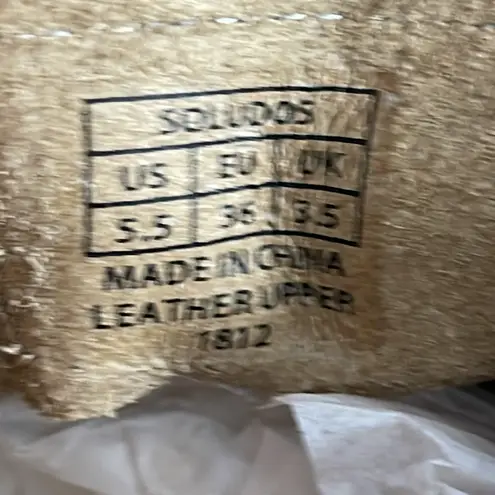 SOLUDOS
US EU UK
5.5 36 3.5
MADE IN CHINA
LEATHER UPPER
1812